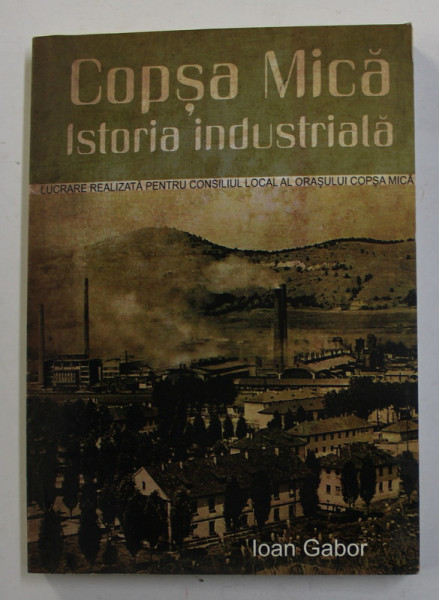 Copșa Mică
Istoria industrială
LUCRARE REALIZATĂ PENTRU CONSILIUL LOCAL AL ORAȘULUI COPȘA MICĂ
Ioan Gabor